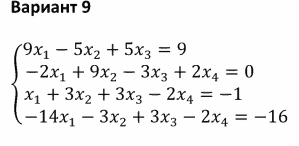 Вариант 9
9x₁ − 5x₂ + 5x₃ = 9
−2x₁ + 9x₂ − 3x₃ + 2x₄ = 0
x₁ + 3x₂ + 3x₃ − 2x₄ = −1
−14x₁ − 3x₂ + 3x₃ − 2x₄ = −16